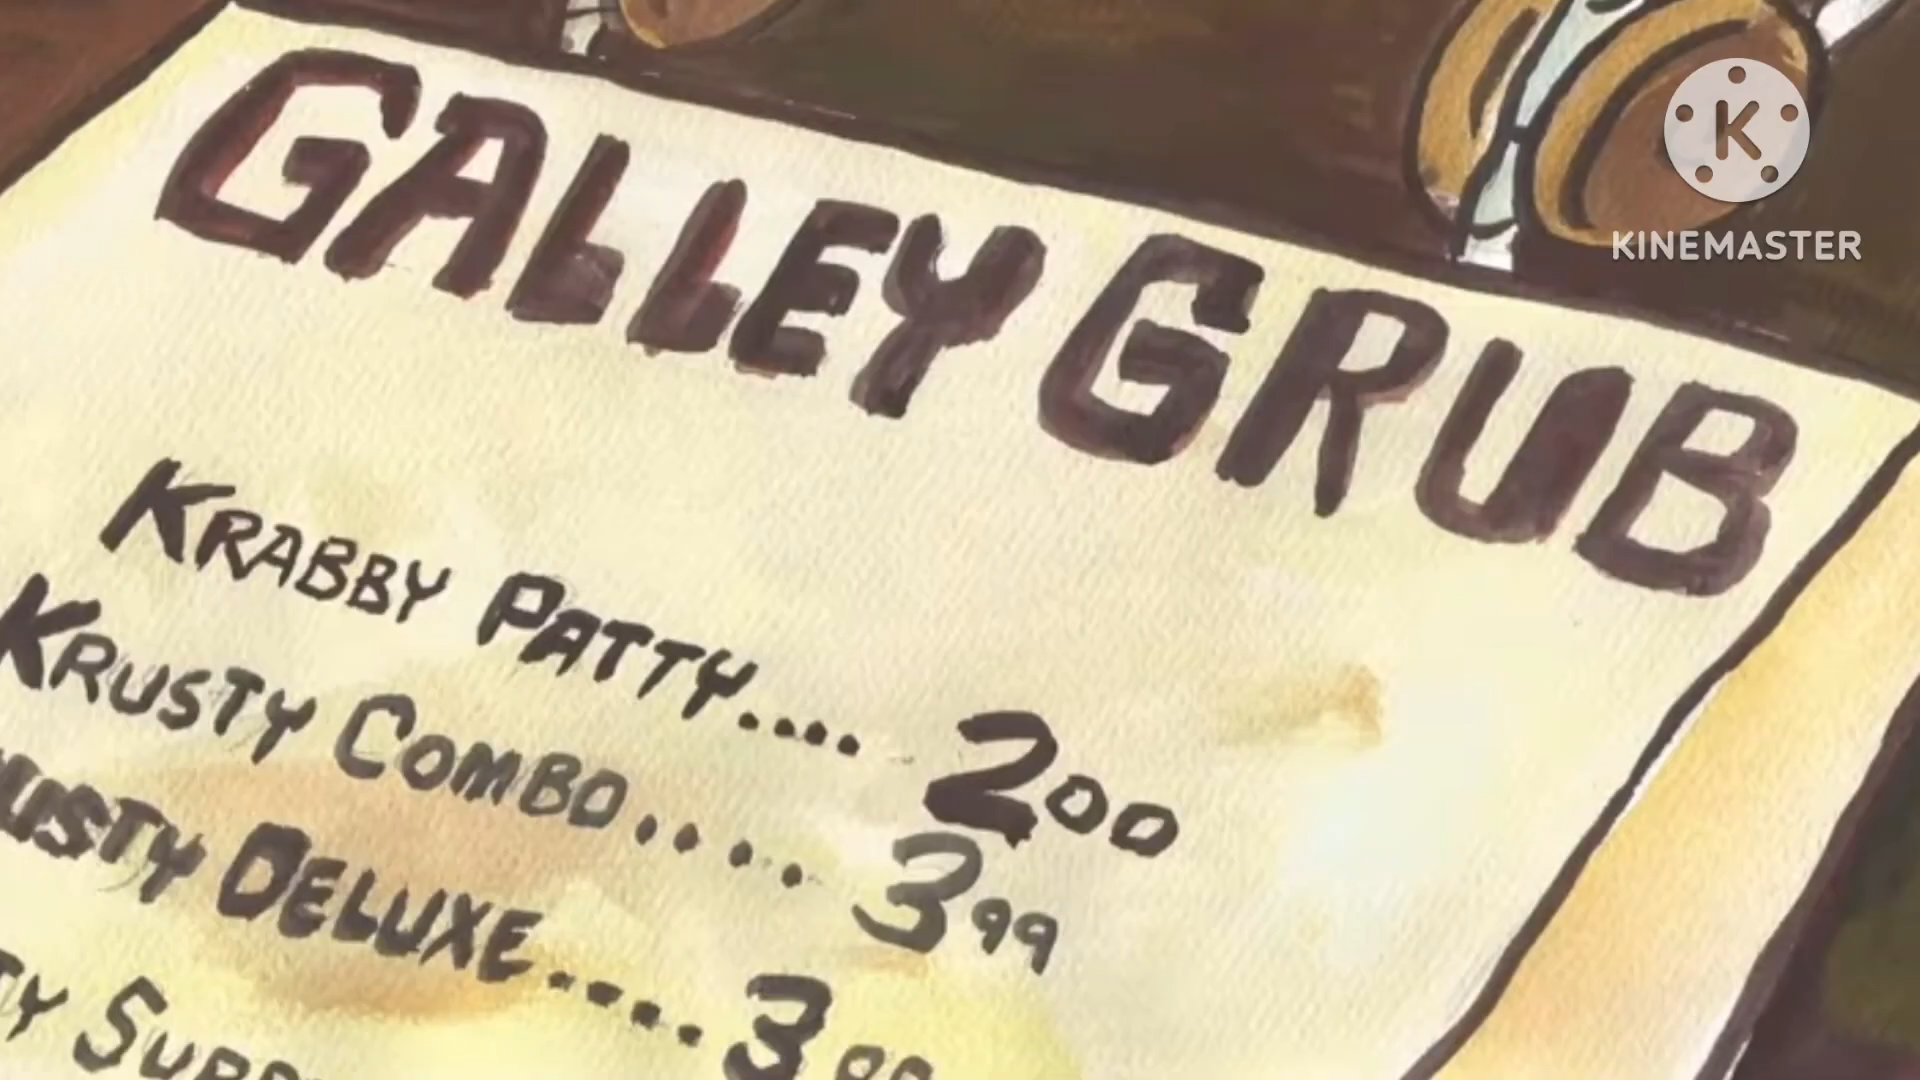 GALLEY GRUB
K
KINEMASTER
KRABBY PATTY.... 200
KRUSTY COMBO..... 399
DELUXE.... 3